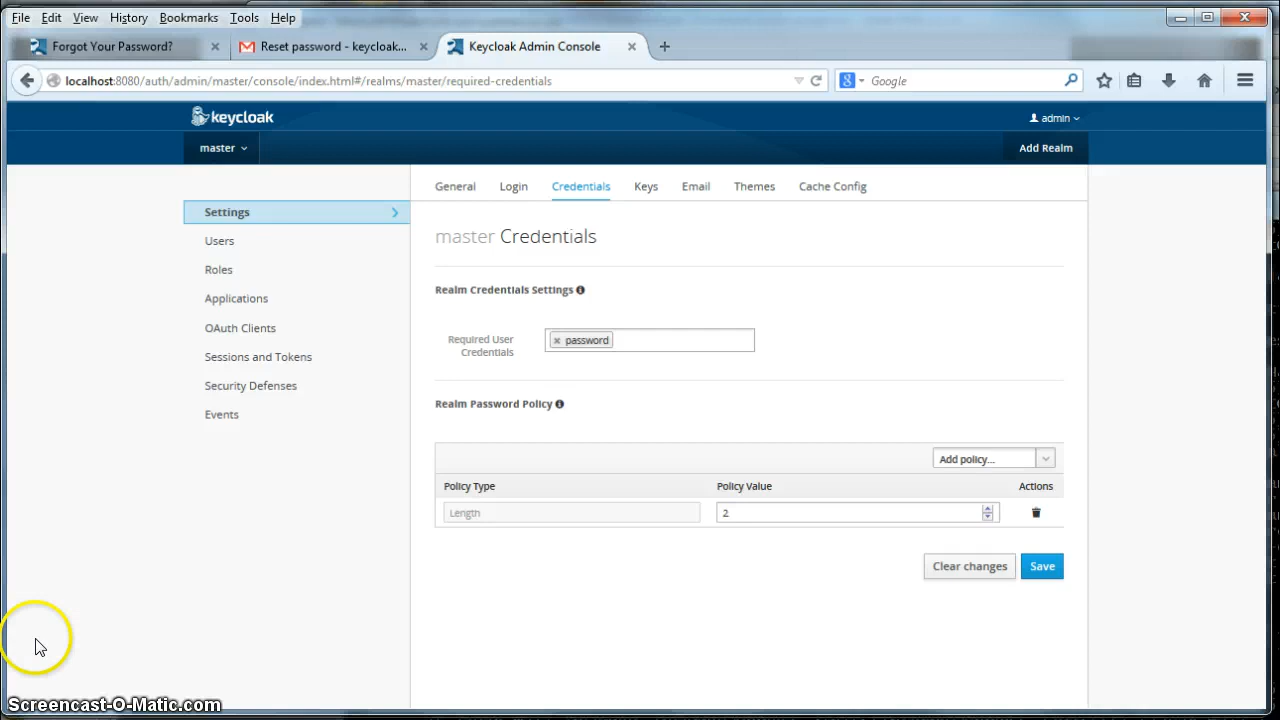 File Edit View History Bookmarks Tools Help
Forgot Your Password?
Reset password - keycloak...
Keycloak Admin Console
localhost:8080/auth/admin/master/console/index.html#/realms/master/required-credentials
Google
keycloak
admin
master
Add Realm
General Login Credentials Keys Email Themes Cache Config
Settings
Users
Roles
Applications
OAuth Clients
Sessions and Tokens
Security Defenses
Events
master Credentials
Realm Credentials Settings
Required User
Credentials
password
Realm Password Policy
Add policy...
Policy Type Policy Value Actions
Length 2
Clear changes Save
Screencast-O-Matic.com